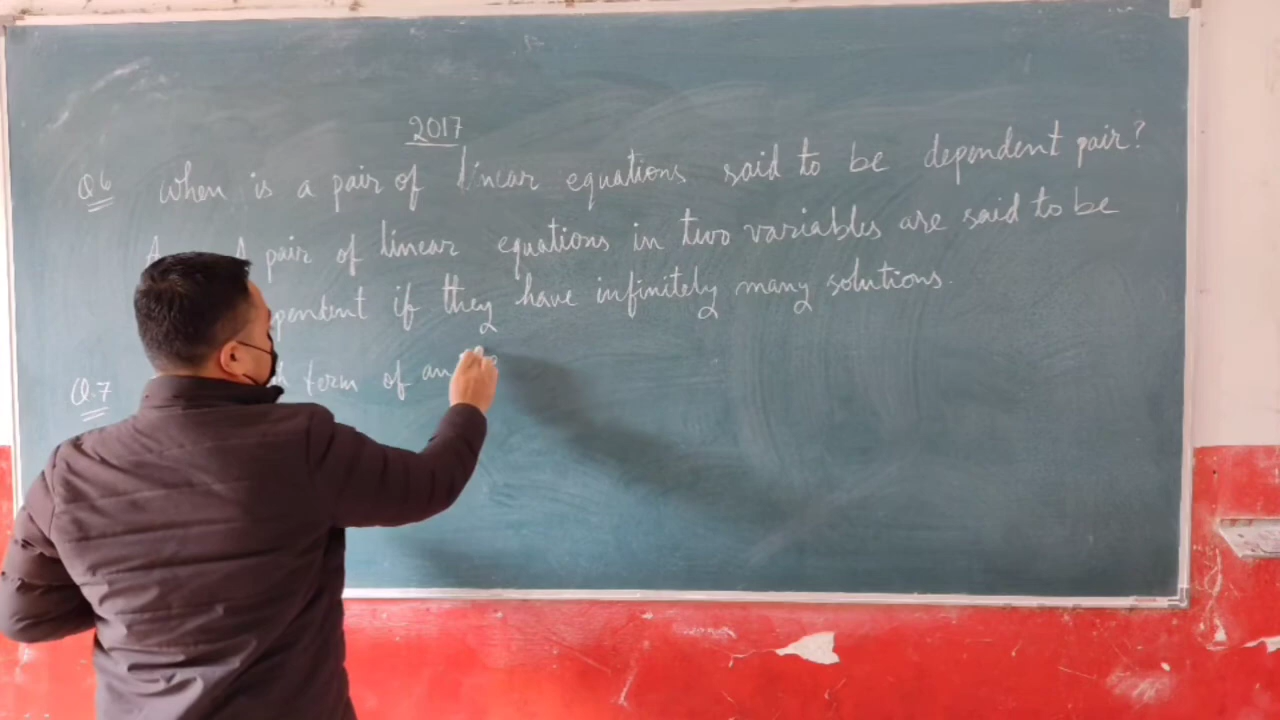 2017
Q6 When is a pair of linear equations said to be dependent pair?
A pair of linear equations in two variables are said to be
pendent if they have infinitely many solutions.
Q.7 term of an